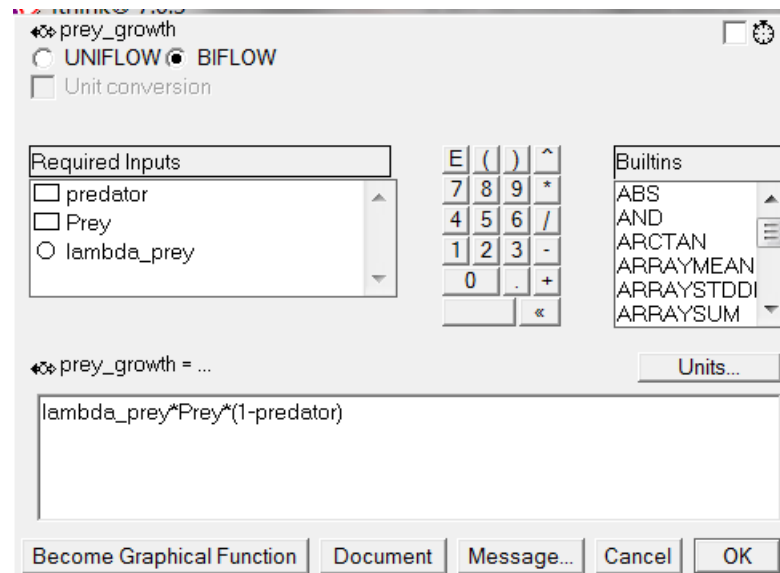 prey_growth
UNIFLOW BIFLOW
Unit conversion
Required Inputs
predator
Prey
lambda_prey
E ( ) ^
7 8 9 *
4 5 6 /
1 2 3 -
0 . +
«
Builtins
ABS
AND
ARCTAN
ARRAYMEAN
ARRAYSTDDE
ARRAYSUM
prey_growth = ...
Units...
lambda_prey*Prey*(1-predator)
Become Graphical Function Document Message... Cancel OK